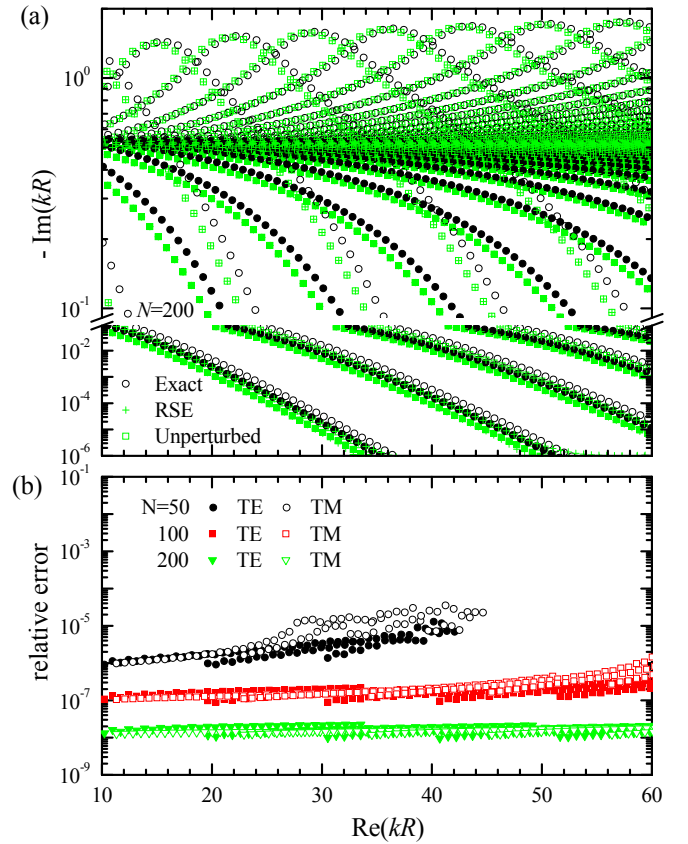 (a)
10^0
- Im(kR)
10^-1
N=200
10^-2
Exact
10^-4
RSE
Unperturbed
10^-6
(b)
10^-1
N=50 TE TM
100 TE TM
10^-3
200 TE TM
relative error
10^-5
10^-7
10^-9
10 20 30 40 50 60
Re(kR)